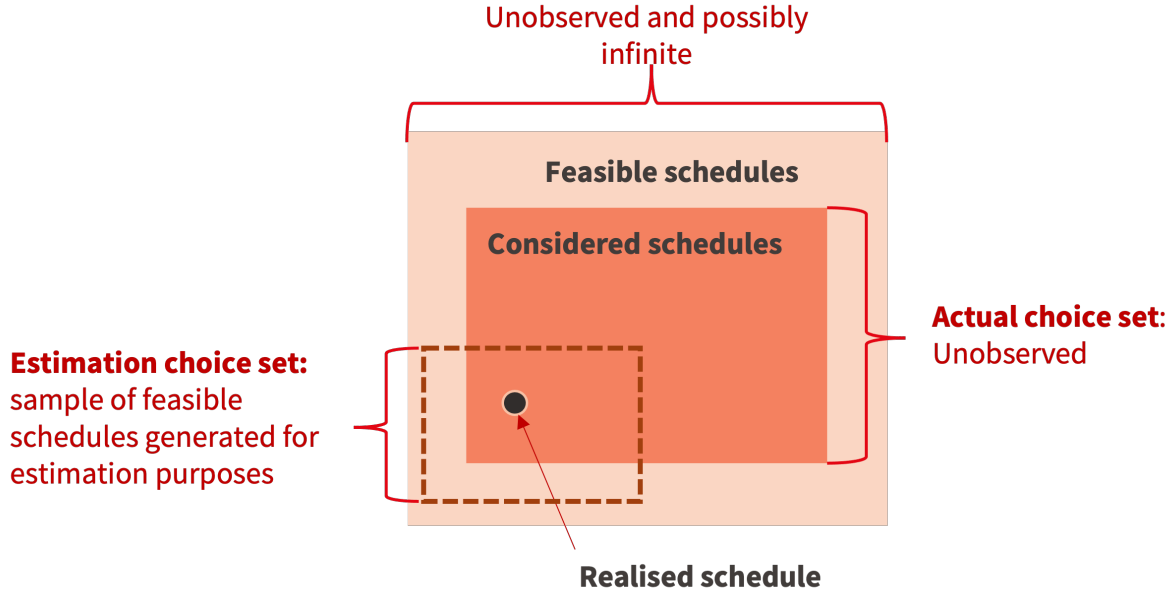 Unobserved and possibly
infinite
Feasible schedules
Considered schedules
Actual choice set:
Unobserved
Estimation choice set:
sample of feasible
schedules generated for
estimation purposes
Realised schedule